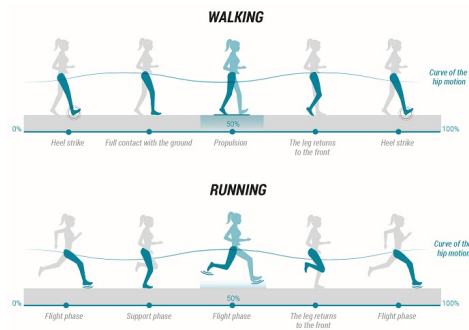 WALKING
Curve of the
hip motion
0%
50%
100%
Heel strike
Full contact with the ground
Propulsion
The leg returns
to the front
Heel strike
RUNNING
Curve of the
hip motion
0%
50%
100%
Flight phase
Support phase
Flight phase
The leg returns
to the front
Flight phase